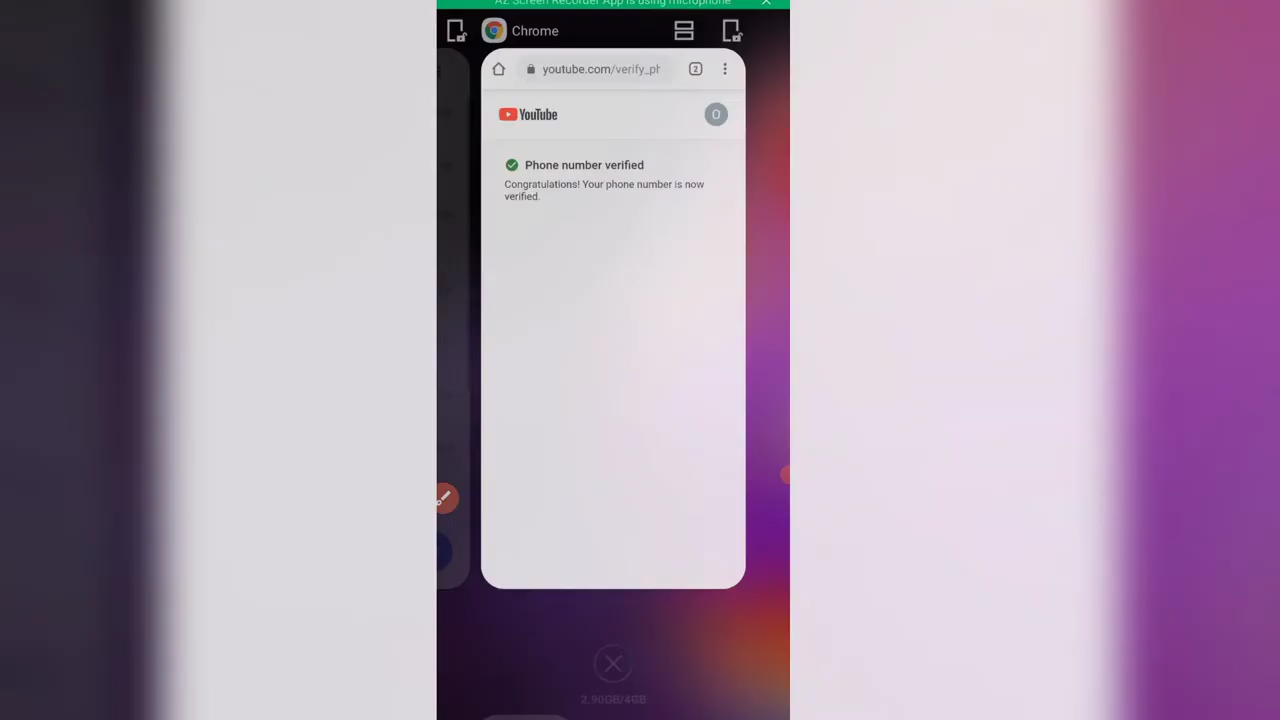 AZ Screen Recorder App is using microphone
Chrome
youtube.com/verify_ph
2
YouTube
O
Phone number verified
Congratulations! Your phone number is now
verified.
2.90GB/4GB